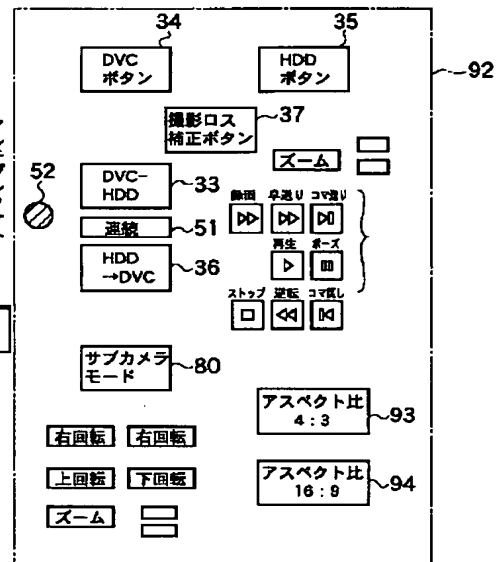 34
35
92
DVC
ボタン
HDD
ボタン
撮影ロス
補正ボタン
37
ズーム
52
DVC−
HDD
33
録画 早送り コマ送り
連続
51
再生 ポーズ
HDD
→DVC
36
ストップ 逆転 コマ戻し
サブカメラ
モード
80
アスペクト比
4:3
93
右回転 右回転
上回転 下回転
アスペクト比
16:9
94
ズーム